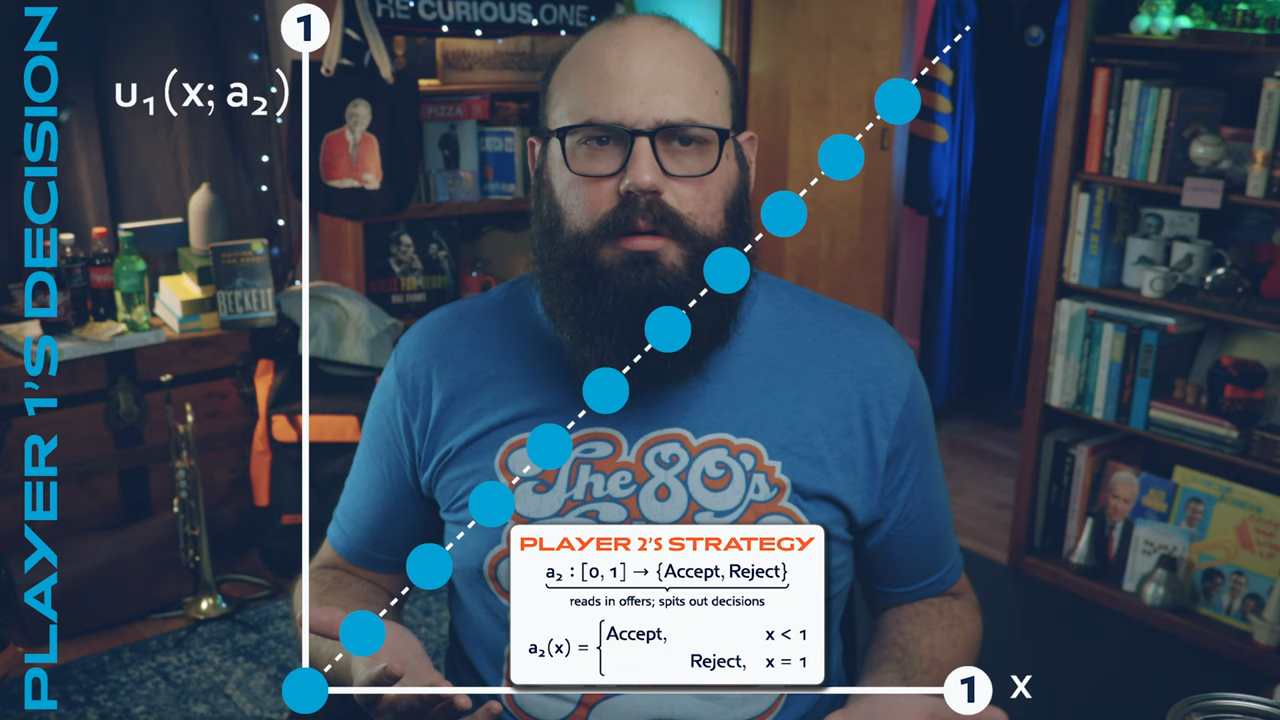 PLAYER 1'S DECISION
1
u₁(x; a₂)
HE CURIOUS ONE
PIZZA
BECKETT
The 80's
PLAYER 2'S STRATEGY
a₂ : [0, 1] → {Accept, Reject}
reads in offers; spits out decisions
a₂(x) = { Accept, x < 1
Reject, x = 1
1 x